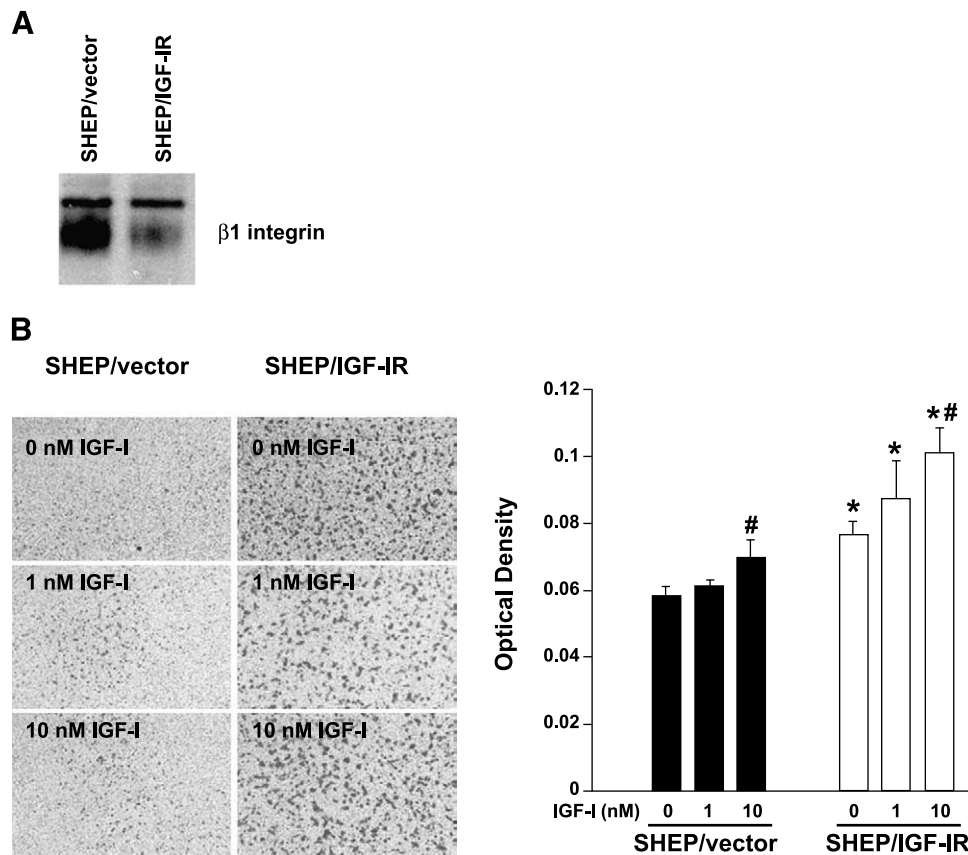 A
SHEP/vector
SHEP/IGF-IR
β1 integrin
B
SHEP/vector
SHEP/IGF-IR
0 nM IGF-I
0 nM IGF-I
1 nM IGF-I
1 nM IGF-I
10 nM IGF-I
10 nM IGF-I
Optical Density
0.12
0.1
0.08
0.06
0.04
0.02
0
#
*
*
*#
IGF-I (nM) 0 1 10 0 1 10
SHEP/vector SHEP/IGF-IR